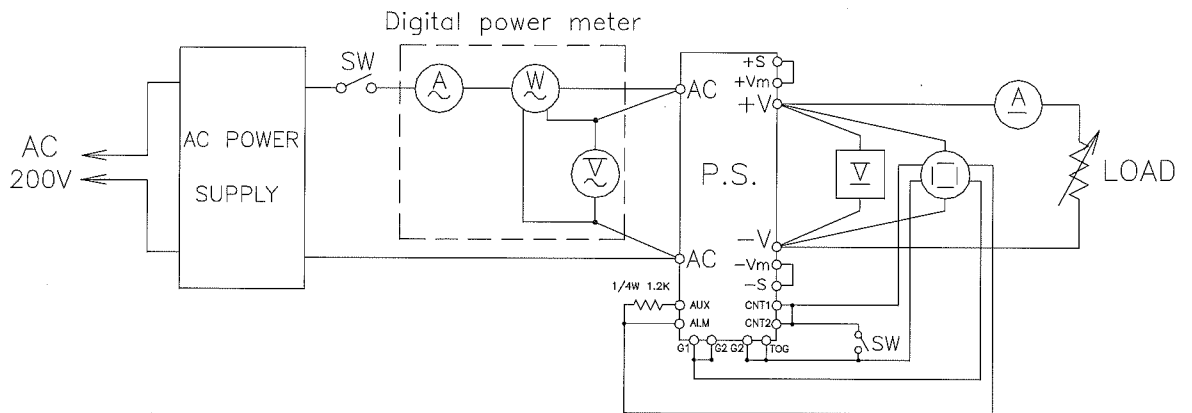 Digital power meter
SW
A
W
V
AC
200V
AC POWER
SUPPLY
AC
AC
P.S.
+S
+Vm
+V
-V
-Vm
-S
A
V
LOAD
1/4W 1.2K
AUX
ALM
CNT1
CNT2
G1
G2
G2
TOG
SW